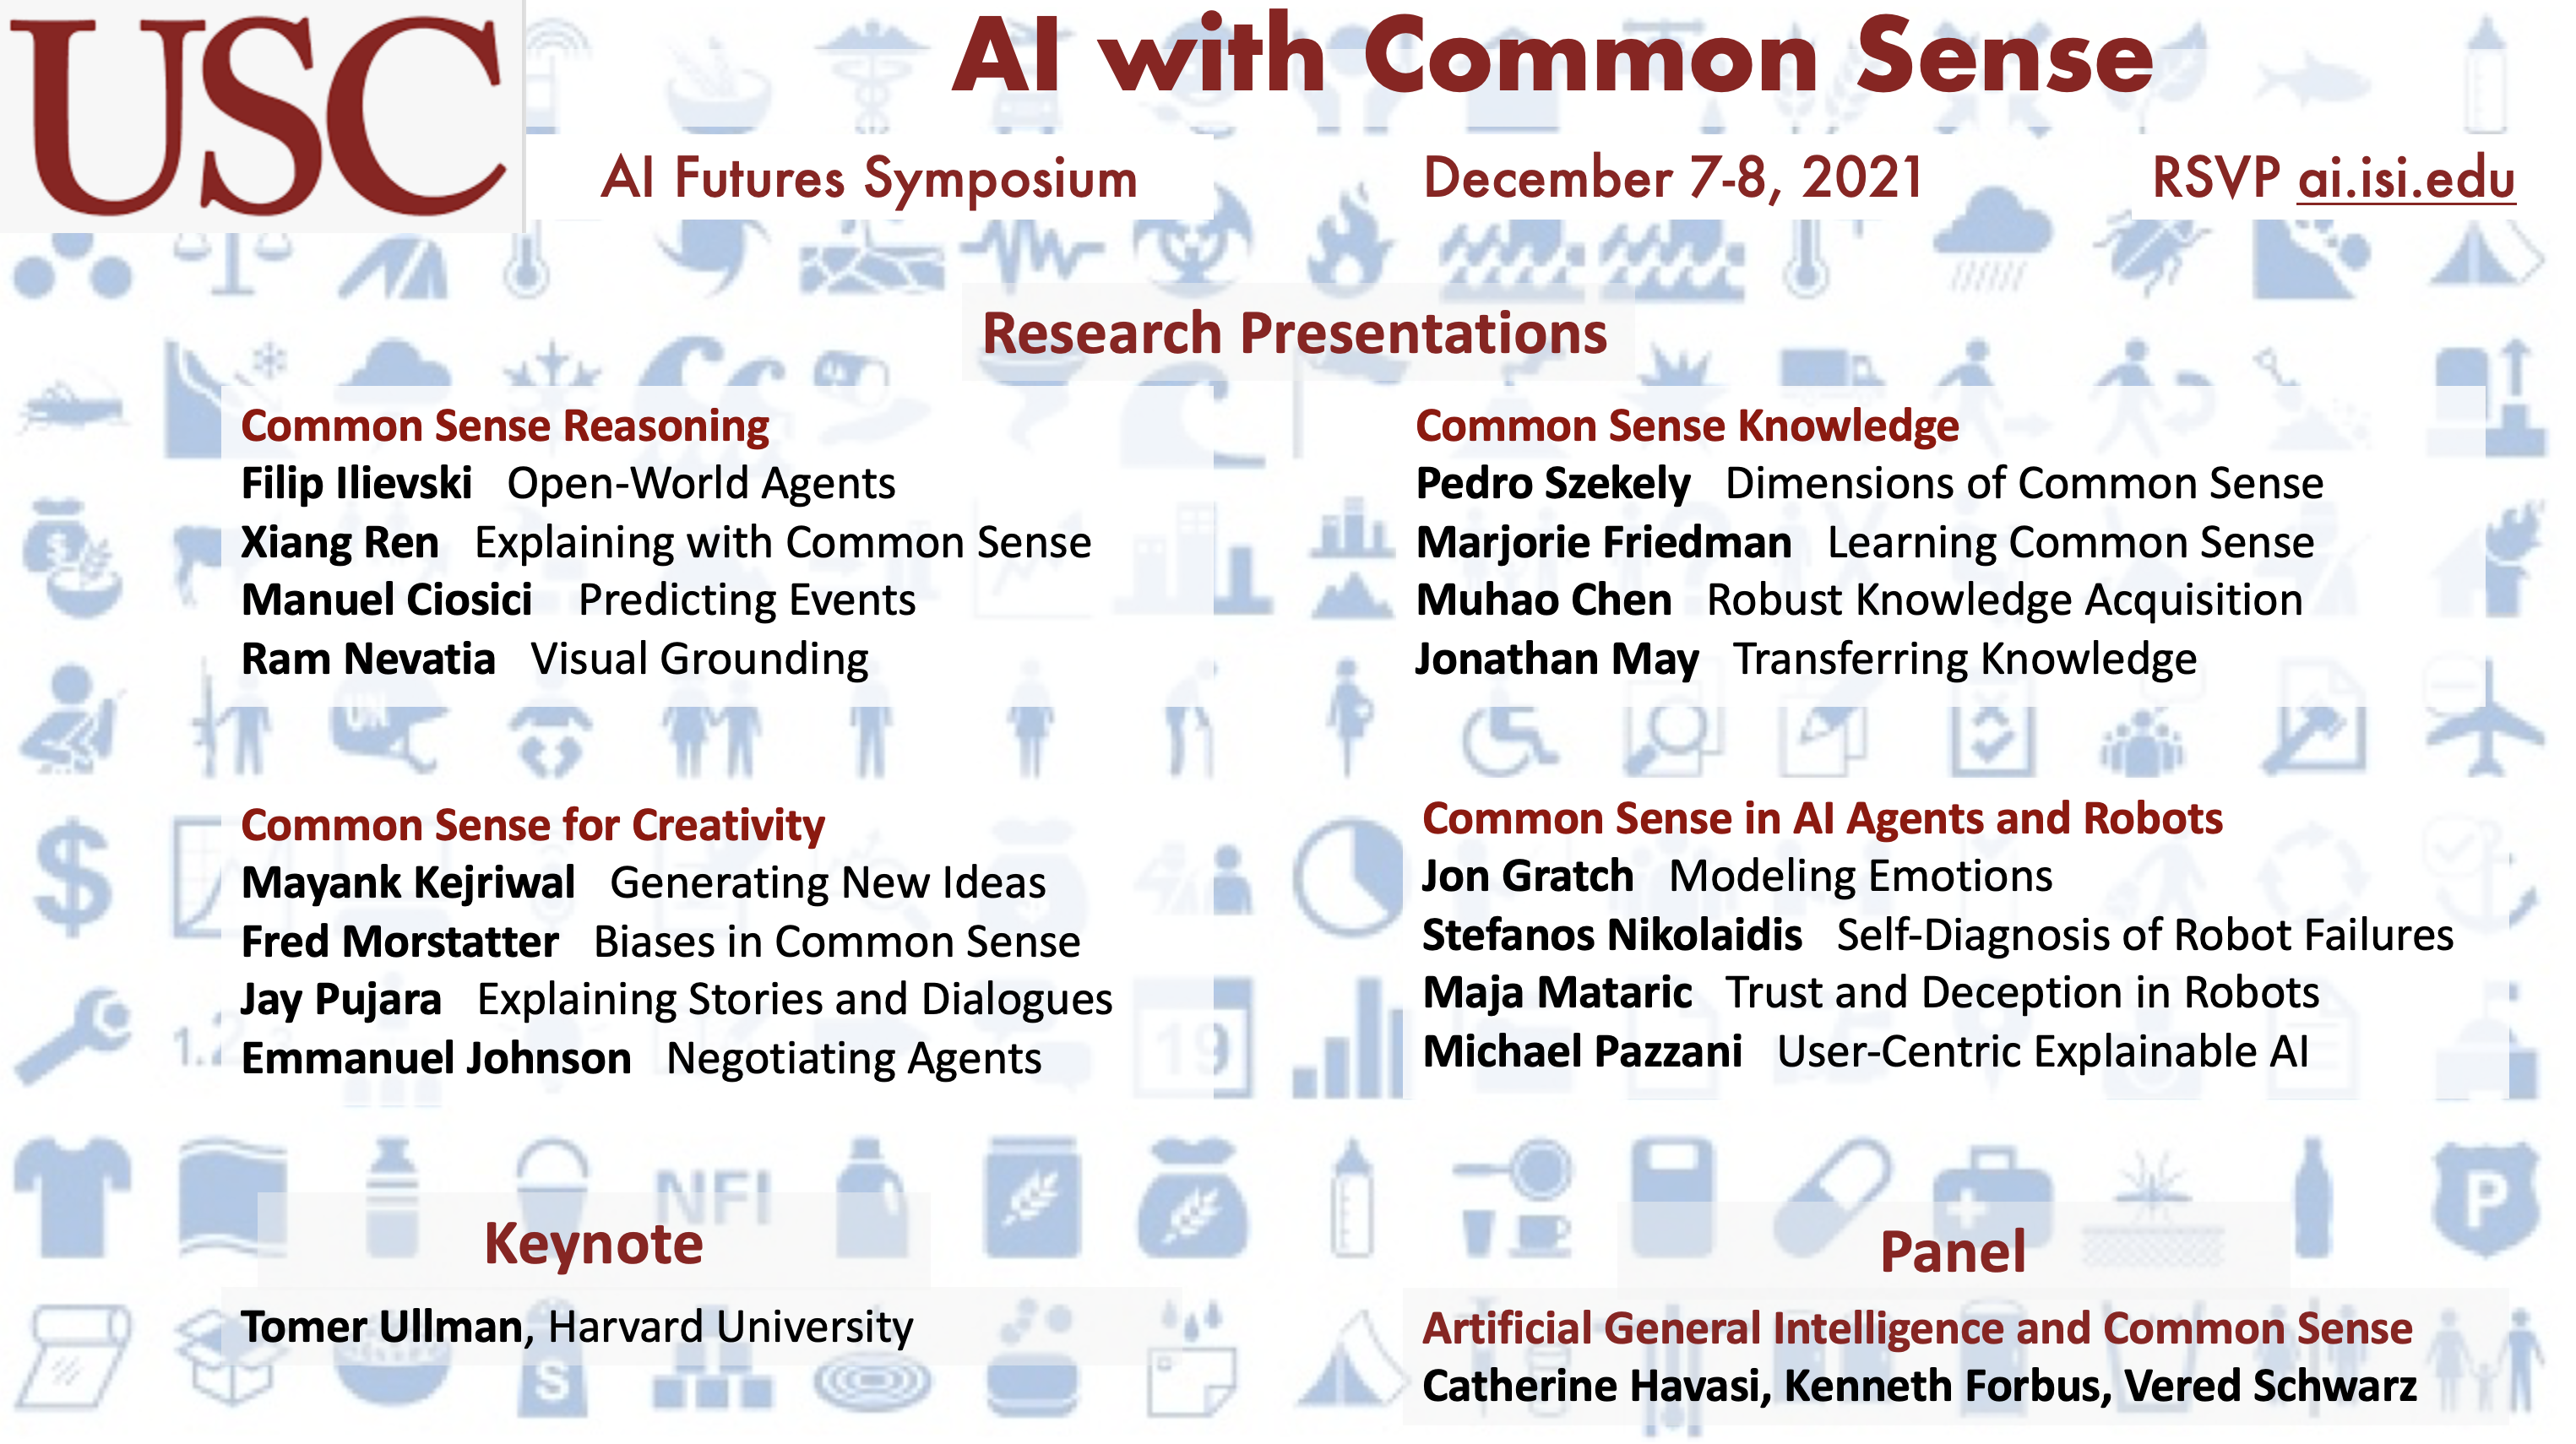 USC
AI with Common Sense
AI Futures Symposium December 7-8, 2021 RSVP ai.isi.edu
Research Presentations
Common Sense Reasoning
Filip Ilievski Open-World Agents
Xiang Ren Explaining with Common Sense
Manuel Ciosici Predicting Events
Ram Nevatia Visual Grounding
Common Sense Knowledge
Pedro Szekely Dimensions of Common Sense
Marjorie Friedman Learning Common Sense
Muhao Chen Robust Knowledge Acquisition
Jonathan May Transferring Knowledge
UN
Common Sense for Creativity
Mayank Kejriwal Generating New Ideas
Fred Morstatter Biases in Common Sense
Jay Pujara Explaining Stories and Dialogues
Emmanuel Johnson Negotiating Agents
Common Sense in AI Agents and Robots
Jon Gratch Modeling Emotions
Stefanos Nikolaidis Self-Diagnosis of Robot Failures
Maja Mataric Trust and Deception in Robots
Michael Pazzani User-Centric Explainable AI
$
19
NFI
P
Keynote
Tomer Ullman, Harvard University
S
Panel
Artificial General Intelligence and Common Sense
Catherine Havasi, Kenneth Forbus, Vered Schwarz